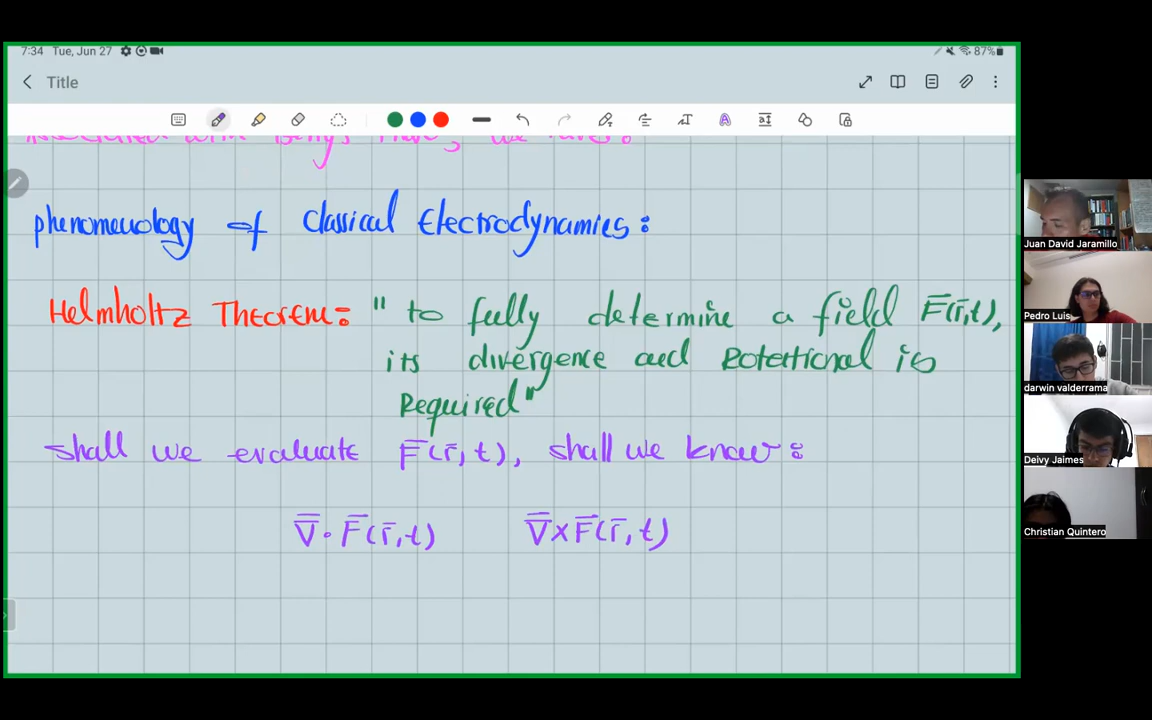 7:34 Tue, Jun 27 87%
Title
we have:
phenomenology of Classical Electrodynamics:
Helmholtz Theorem: "to fully determine a field F̅(r̅,t),
its divergence and Rotational is
Required"
shall we evaluate F̅(r̅,t), shall we know:
∇̅·F̅(r̅,t) ∇̅×F̅(r̅,t)
Juan David Jaramillo
Pedro Luis
darwin valderrama
Deivy Jaimes
Christian Quintero